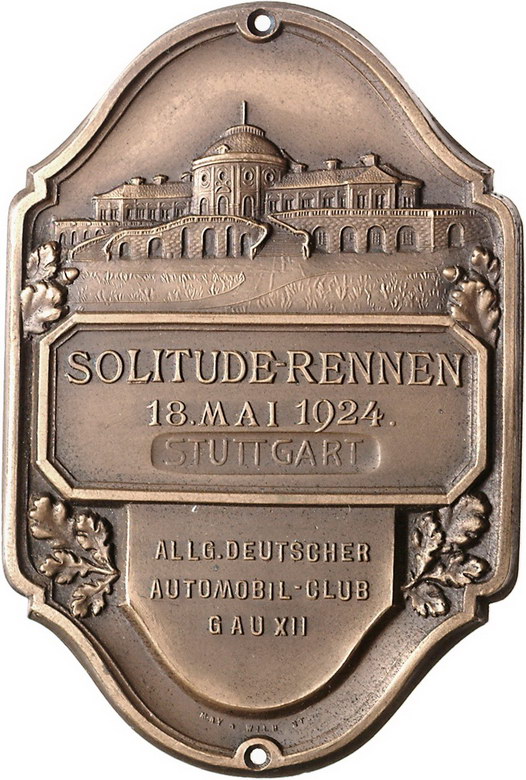 SOLITUDE-RENNEN
18. MAI 1924.
STUTTGART
ALLG. DEUTSCHER
AUTOMOBIL-CLUB
GAU XII